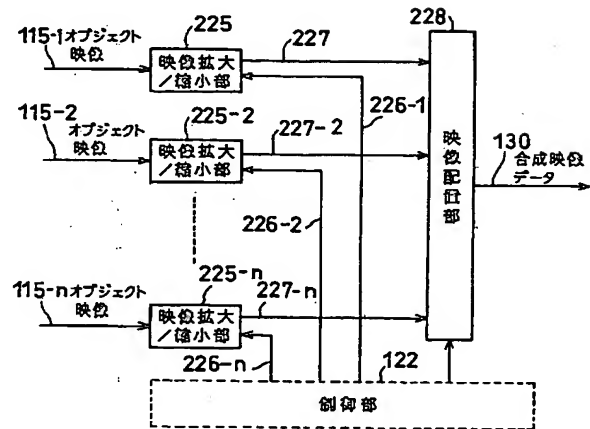 228
225
115-1 オブジェクト
映像
映像拡大
/縮小部
227
225-2
226-1
115-2
オブジェクト
映像
映像拡大
/縮小部
227-2
映像配置部
130 合成映像
データ
226-2
225-n
115-n オブジェクト
映像
映像拡大
/縮小部
227-n
226-n
122
制御部